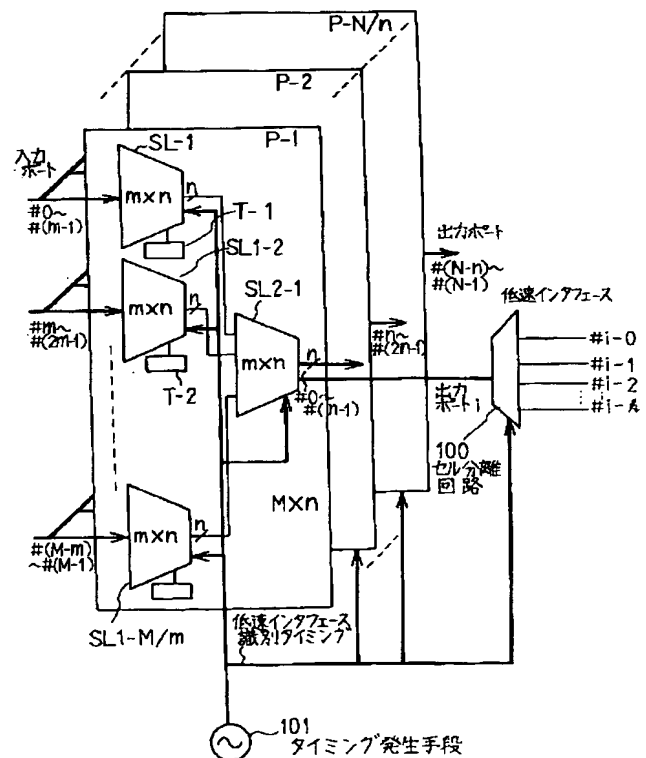 P-N/n
P-2
P-1
SL-1
入力
ポート
m×n
n
#0~
#(m-1)
T-1
SL1-2
m×n
n
#m~
#(2m-1)
T-2
SL2-1
m×n
n
#0~
#(n-1)
#n~
#(2n-1)
出力ポート
#(N-n)~
#(N-1)
低速インタフェース
#i-0
#i-1
#i-2
出力
ポートi
100
セル分離
回路
m×n
n
M×n
#(M-m)
~#(M-1)
SL1-M/m
低速インタフェース
識別タイミング
101
タイミング発生手段